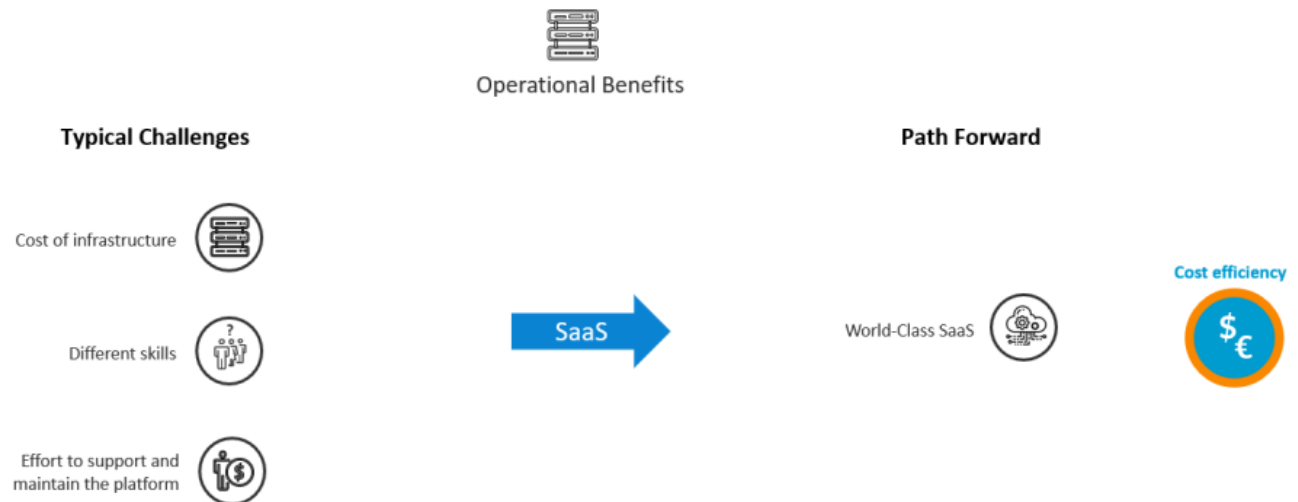 Operational Benefits
Typical Challenges
Path Forward
Cost of infrastructure
Cost efficiency
$
€
?
Different skills
SaaS
World-Class SaaS
Effort to support and
maintain the platform
$